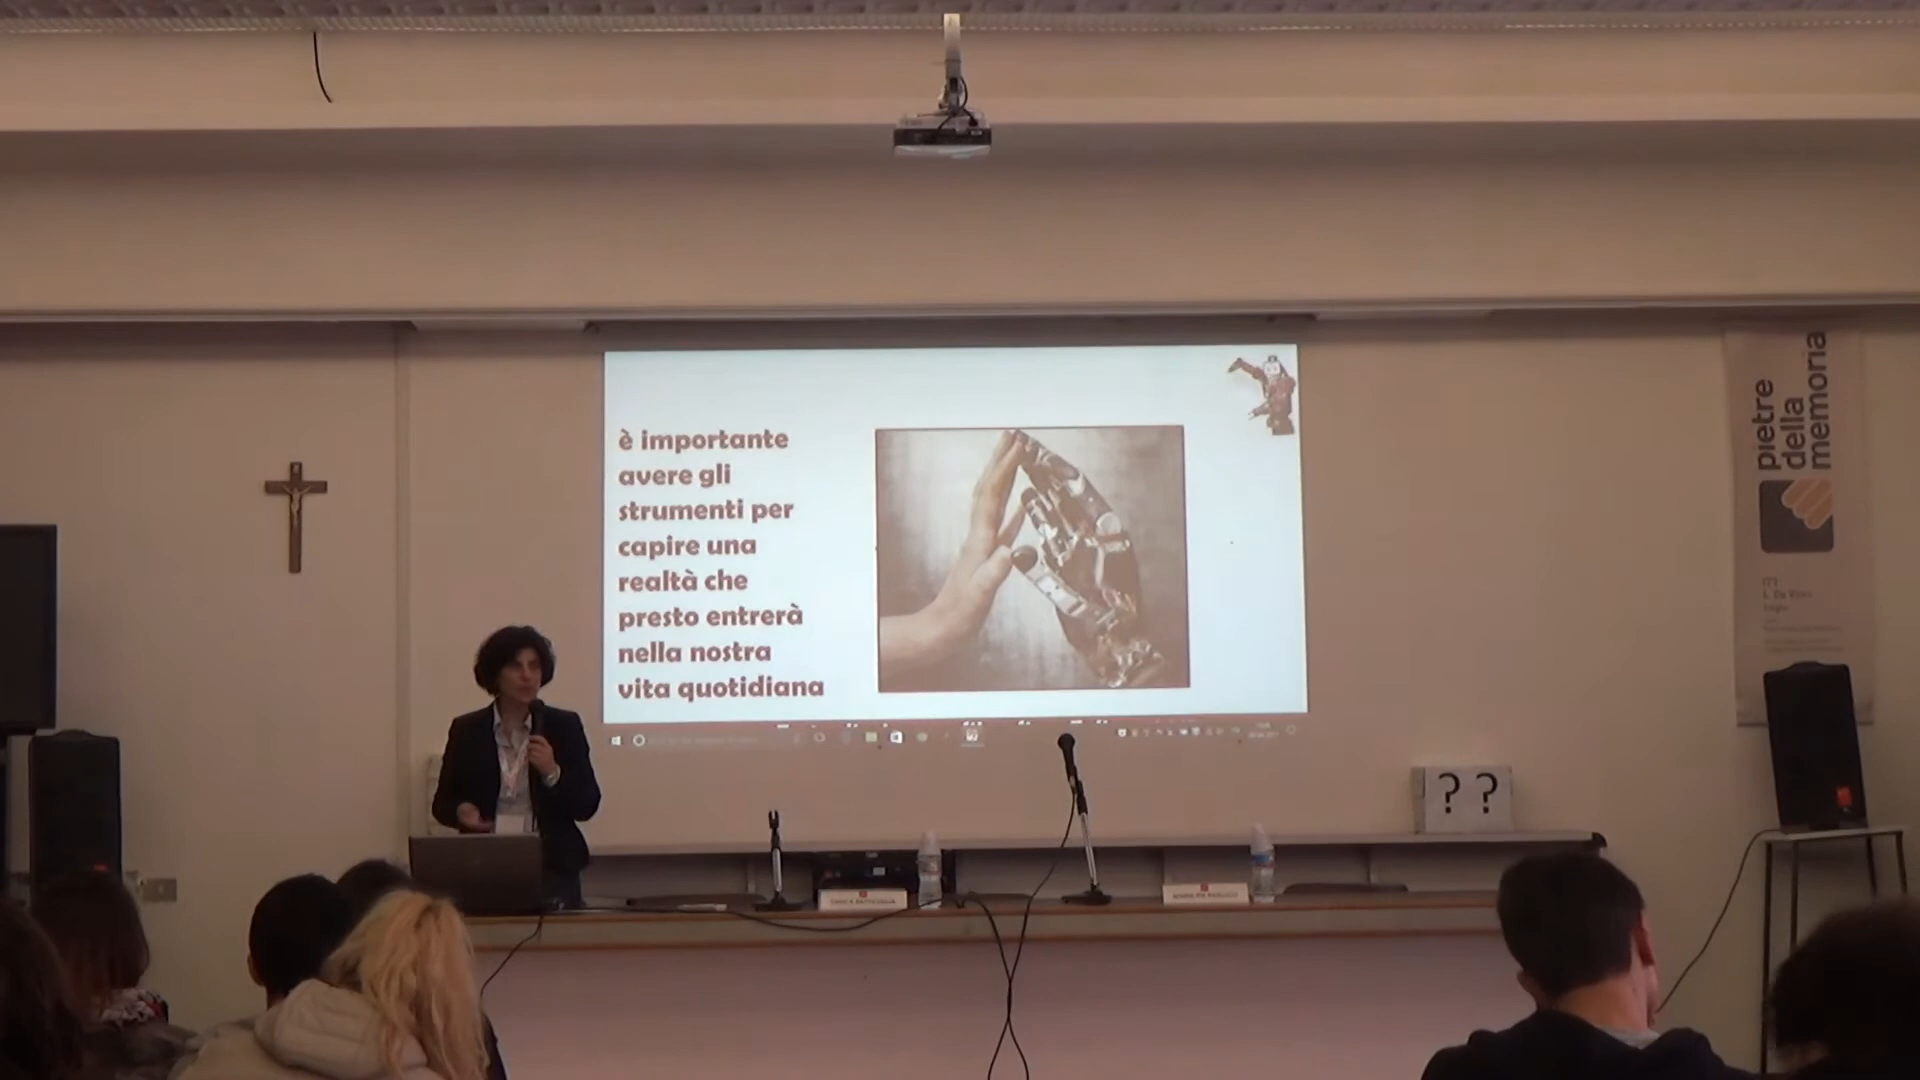 è importante
avere gli
strumenti per
capire una
realtà che
presto entrerà
nella nostra
vita quotidiana
pietre
della
memoria
? ?